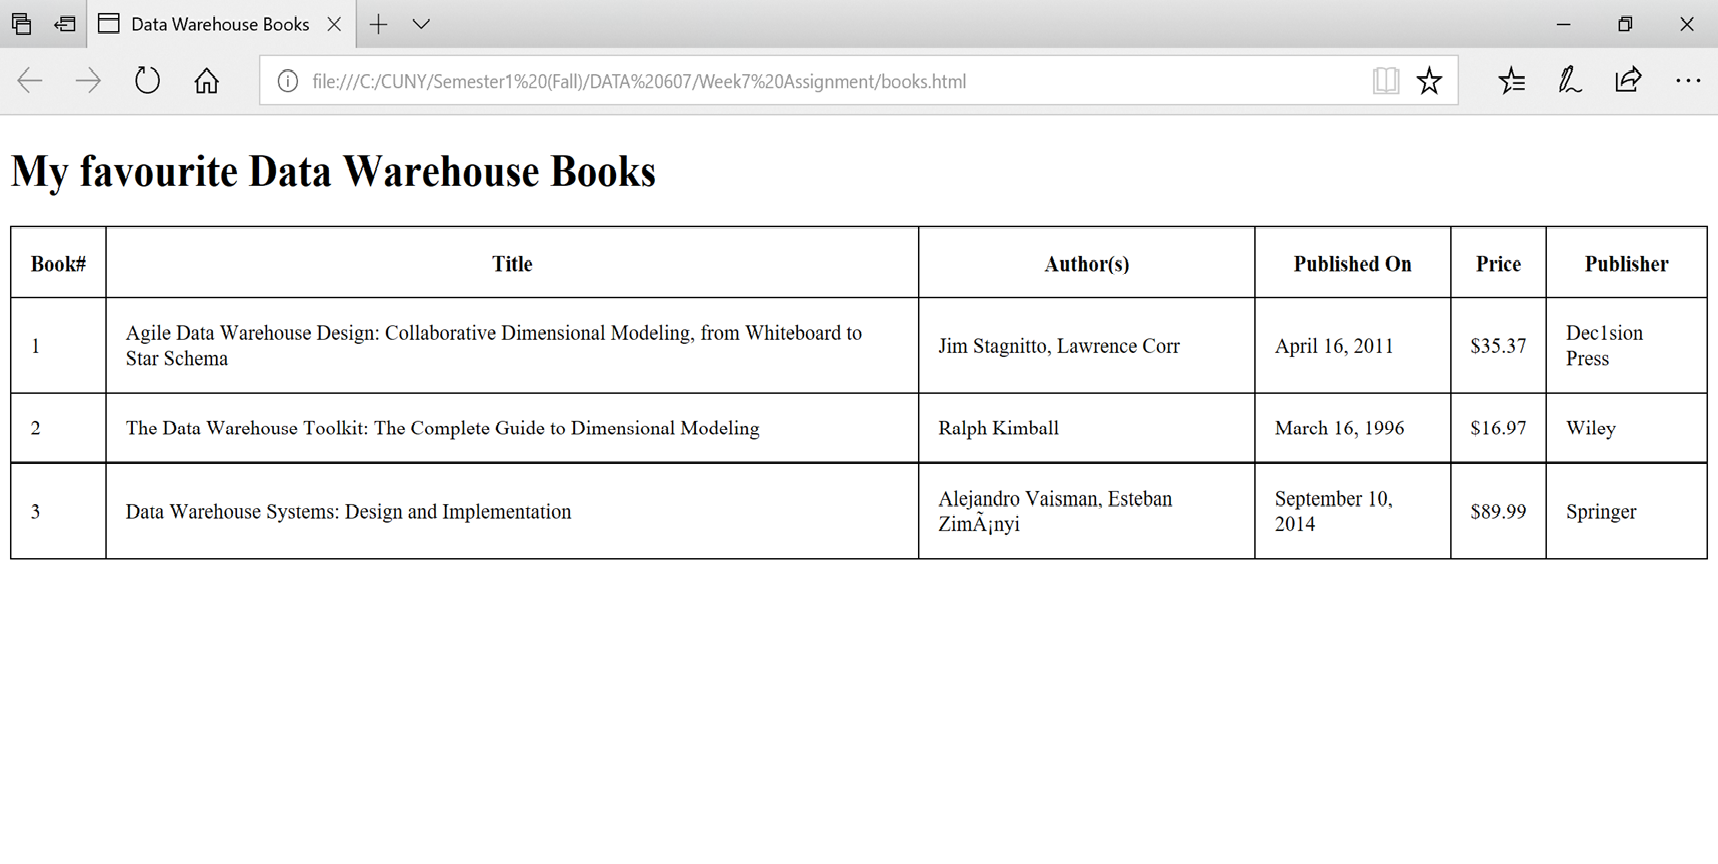 Data Warehouse Books
file:///C:/CUNY/Semester1%20(Fall)/DATA%20607/Week7%20Assignment/books.html
My favourite Data Warehouse Books
Book# Title Author(s) Published On Price Publisher
1 Agile Data Warehouse Design: Collaborative Dimensional Modeling, from Whiteboard to
Star Schema
Jim Stagnitto, Lawrence Corr
April 16, 2011
$35.37
Dec1sion
Press
2 The Data Warehouse Toolkit: The Complete Guide to Dimensional Modeling Ralph Kimball March 16, 1996 $16.97 Wiley
3 Data Warehouse Systems: Design and Implementation
Alejandro Vaisman, Esteban
ZimÃ¡nyi
September 10,
2014
$89.99
Springer